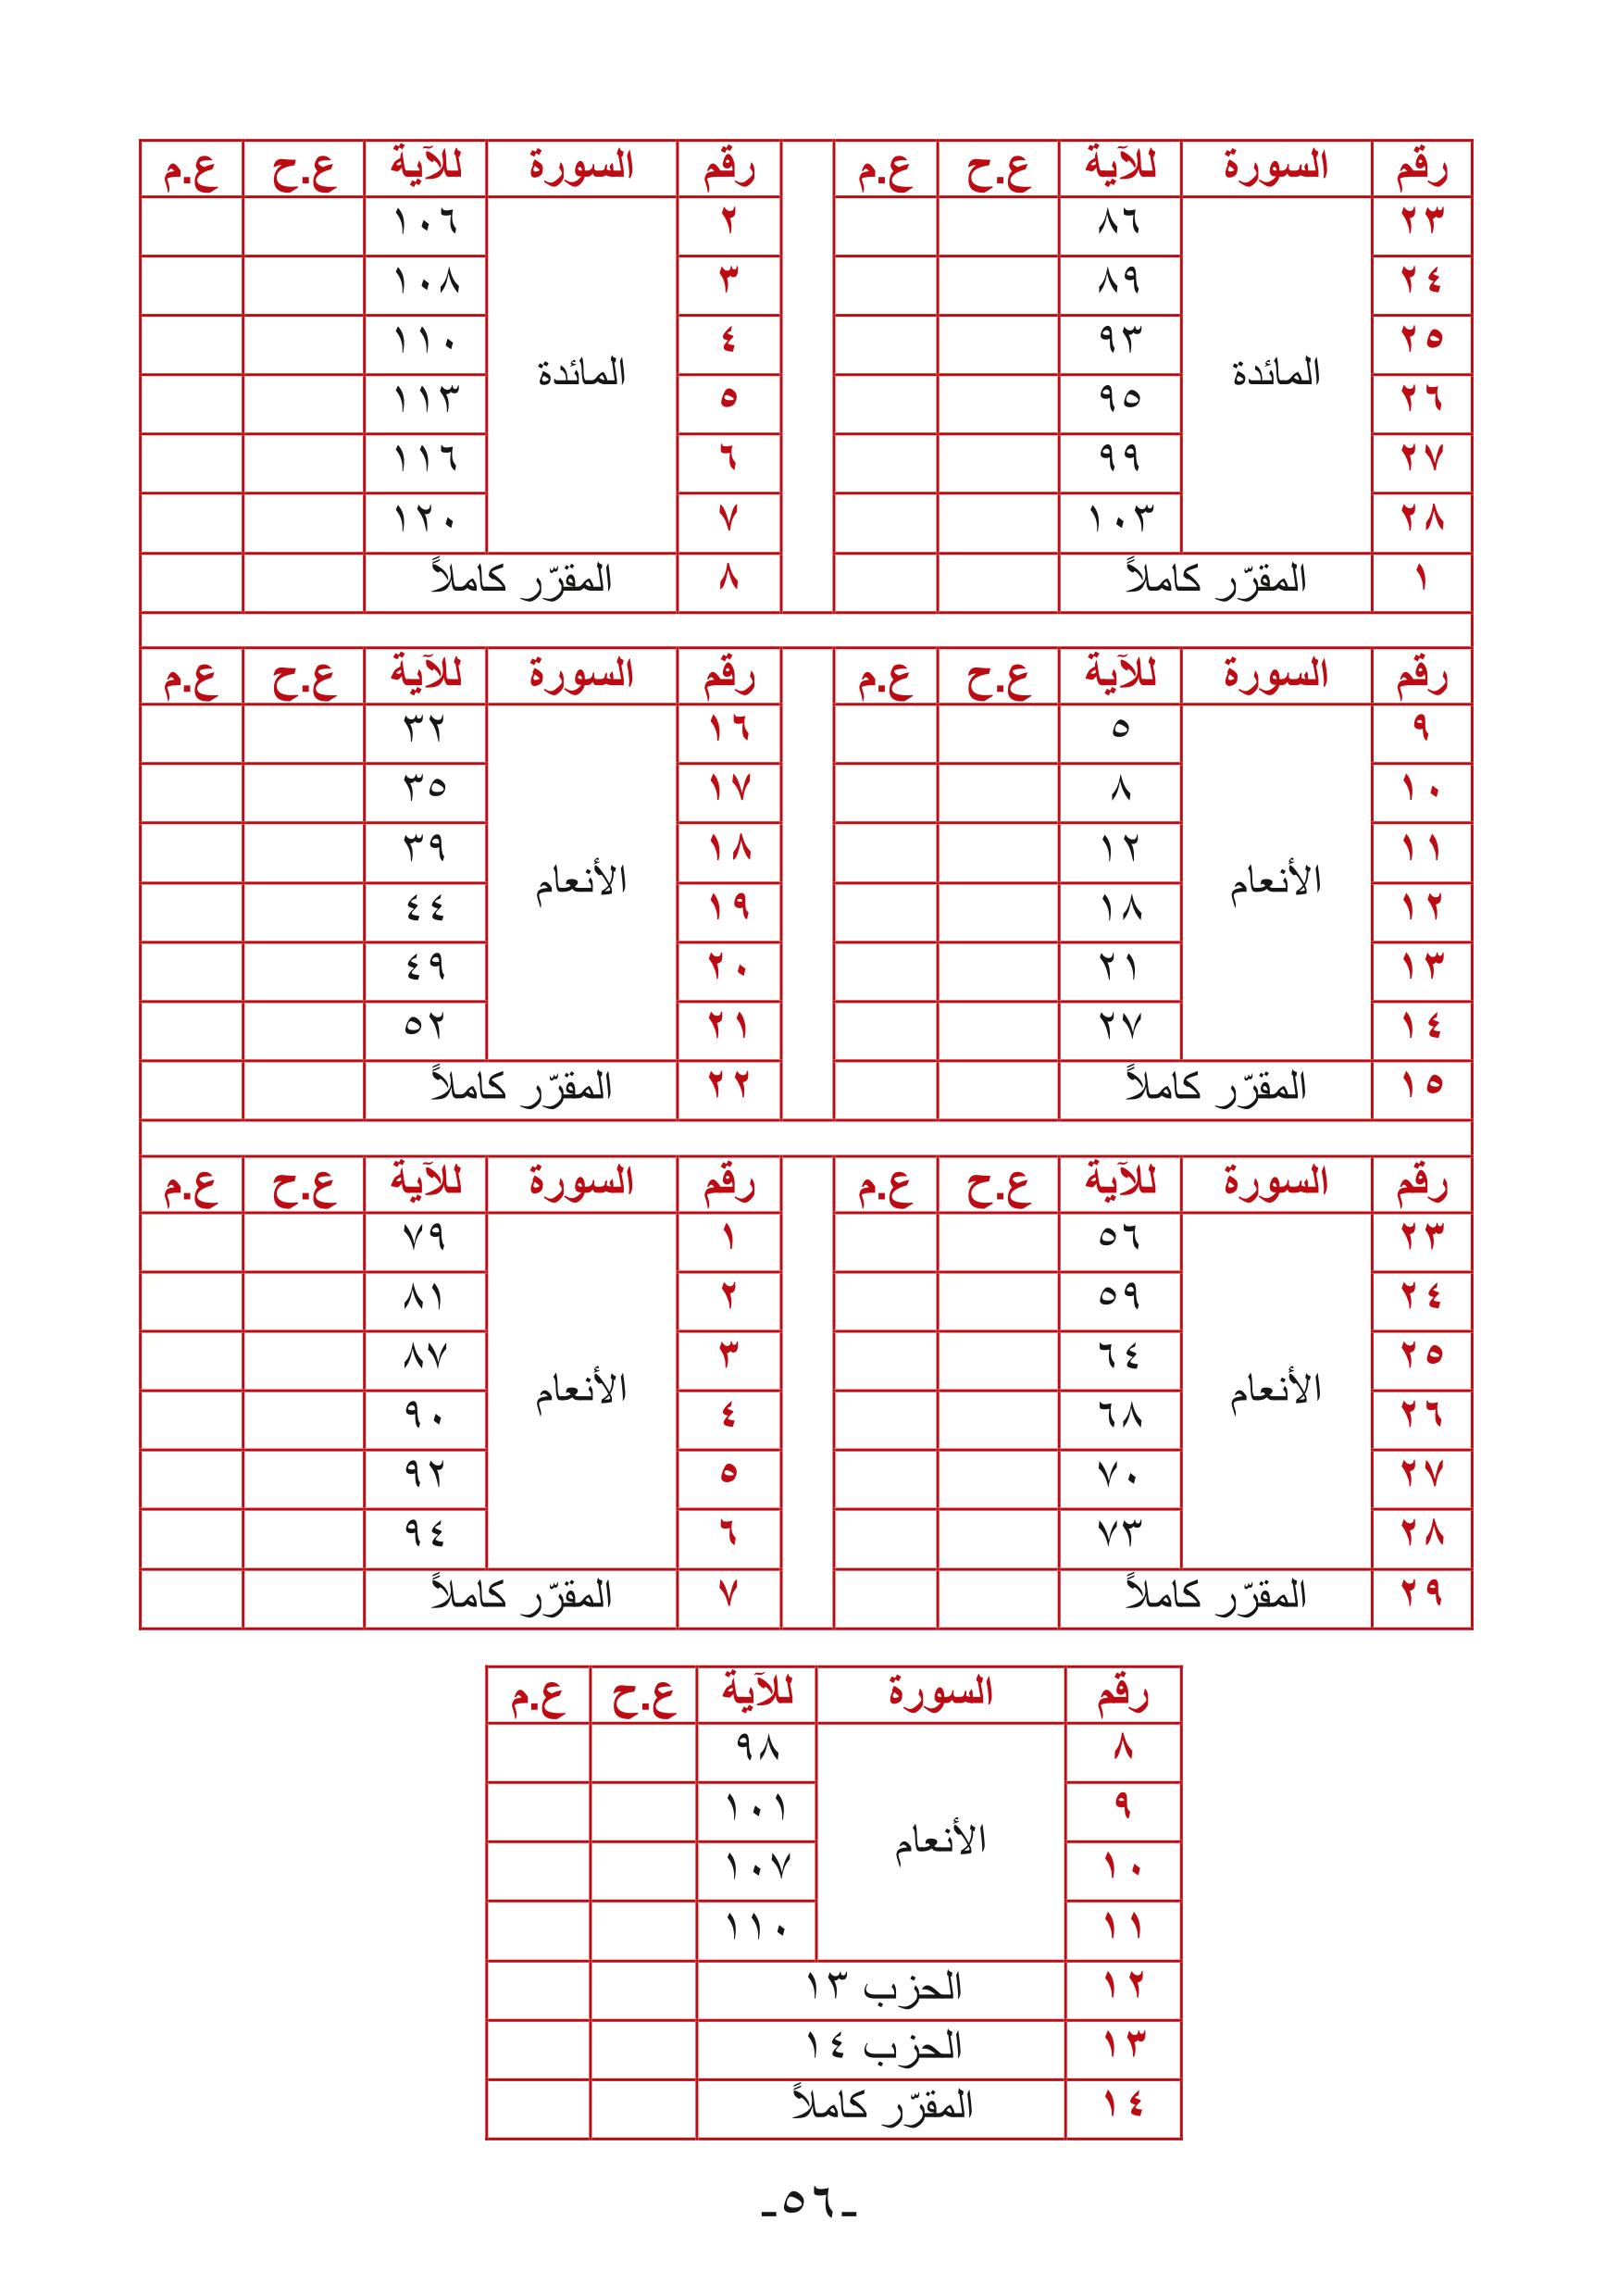 رقم السورة للآية ع.ح ع.م رقم السورة للآية ع.ح ع.م
٢٣ المائدة ٨٦ ٢ المائدة ١٠٦
٢٤ ٨٩ ٣ ١٠٨
٢٥ ٩٣ ٤ ١١٠
٢٦ ٩٥ ٥ ١١٣
٢٧ ٩٩ ٦ ١١٦
٢٨ ١٠٣ ٧ ١٢٠
١ المقرّر كاملاً ٨ المقرّر كاملاً
رقم السورة للآية ع.ح ع.م رقم السورة للآية ع.ح ع.م
٩ الأنعام ٥ ١٦ الأنعام ٣٢
١٠ ٨ ١٧ ٣٥
١١ ١٢ ١٨ ٣٩
١٢ ١٨ ١٩ ٤٤
١٣ ٢١ ٢٠ ٤٩
١٤ ٢٧ ٢١ ٥٢
١٥ المقرّر كاملاً ٢٢ المقرّر كاملاً
رقم السورة للآية ع.ح ع.م رقم السورة للآية ع.ح ع.م
٢٣ الأنعام ٥٦ ١ الأنعام ٧٩
٢٤ ٥٩ ٢ ٨١
٢٥ ٦٤ ٣ ٨٧
٢٦ ٦٨ ٤ ٩٠
٢٧ ٧٠ ٥ ٩٢
٢٨ ٧٣ ٦ ٩٤
٢٩ المقرّر كاملاً ٧ المقرّر كاملاً
رقم السورة للآية ع.ح ع.م
٨ الأنعام ٩٨
٩ ١٠١
١٠ ١٠٧
١١ ١١٠
١٢ الحزب ١٣
١٣ الحزب ١٤
١٤ المقرّر كاملاً
-٥٦-